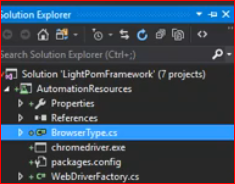 Solution Explorer
Search Solution Explorer (Ctrl+;)
Solution 'LightPomFramework' (7 projects)
AutomationResources
Properties
References
BrowserType.cs
chromedriver.exe
packages.config
WebDriverFactory.cs